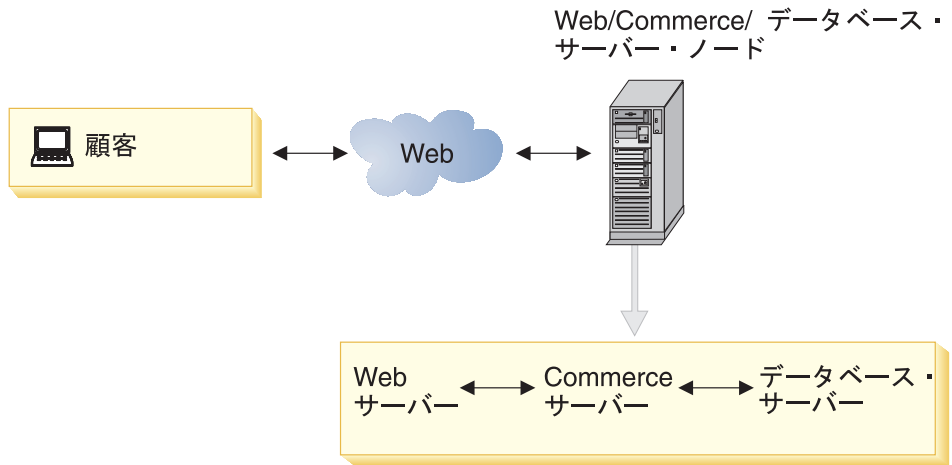 Web/Commerce/ データベース・
サーバー・ノード
顧客
Web
Web
サーバー
Commerce
サーバー
データベース・
サーバー